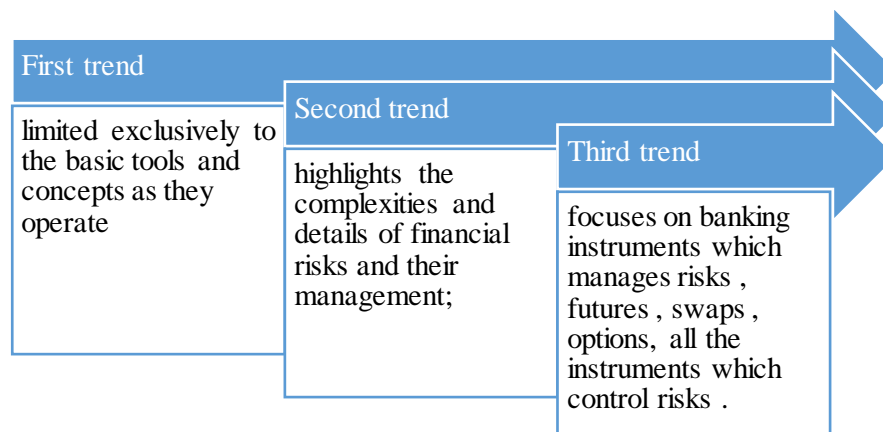 First trend
limited exclusively to
the basic tools and
concepts as they
operate
Second trend
highlights the
complexities and
details of financial
risks and their
management;
Third trend
focuses on banking
instruments which
manages risks ,
futures , swaps ,
options, all the
instruments which
control risks .